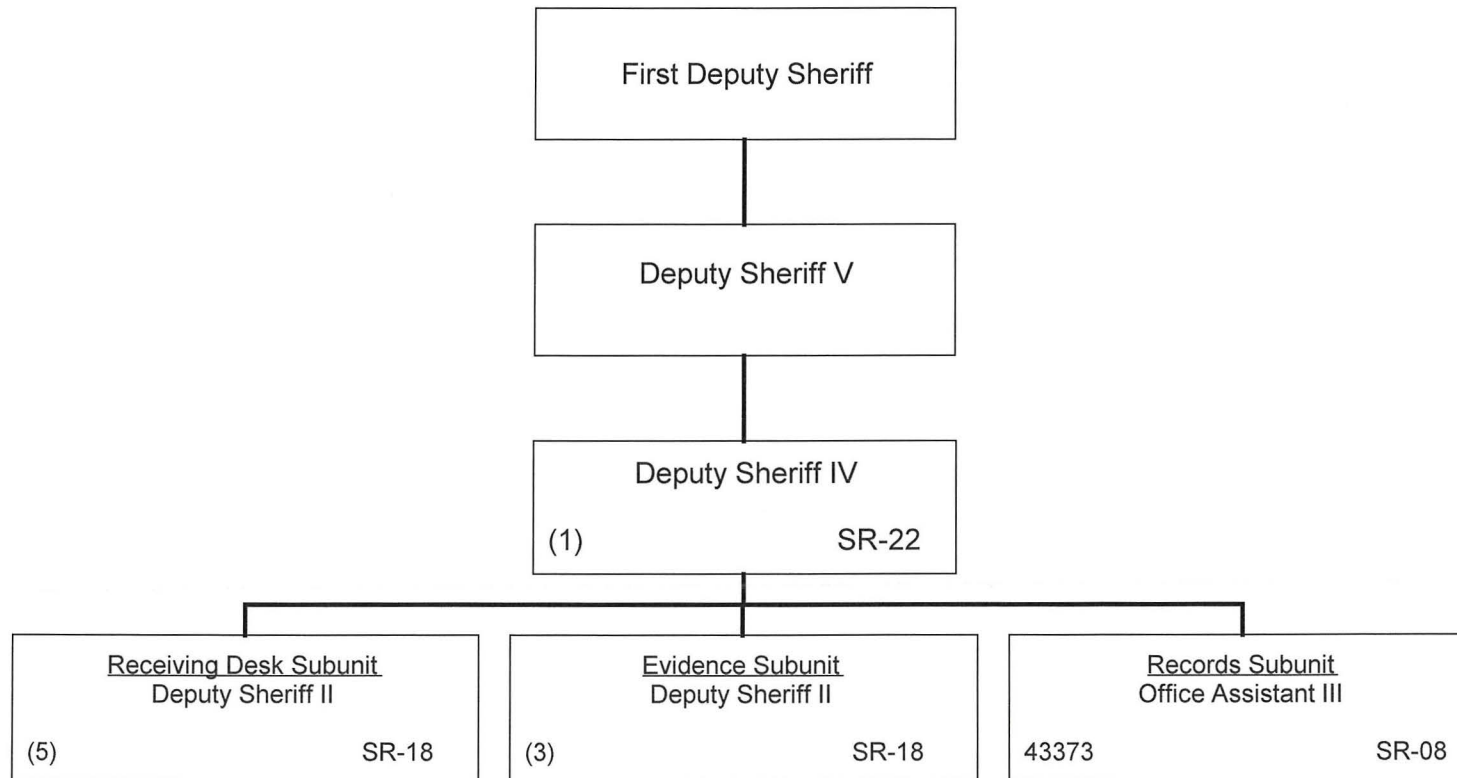 First Deputy Sheriff
Deputy Sheriff V
Deputy Sheriff IV
(1) SR-22
Receiving Desk Subunit
Deputy Sheriff II
(5) SR-18
Evidence Subunit
Deputy Sheriff II
(3) SR-18
Records Subunit
Office Assistant III
43373 SR-08